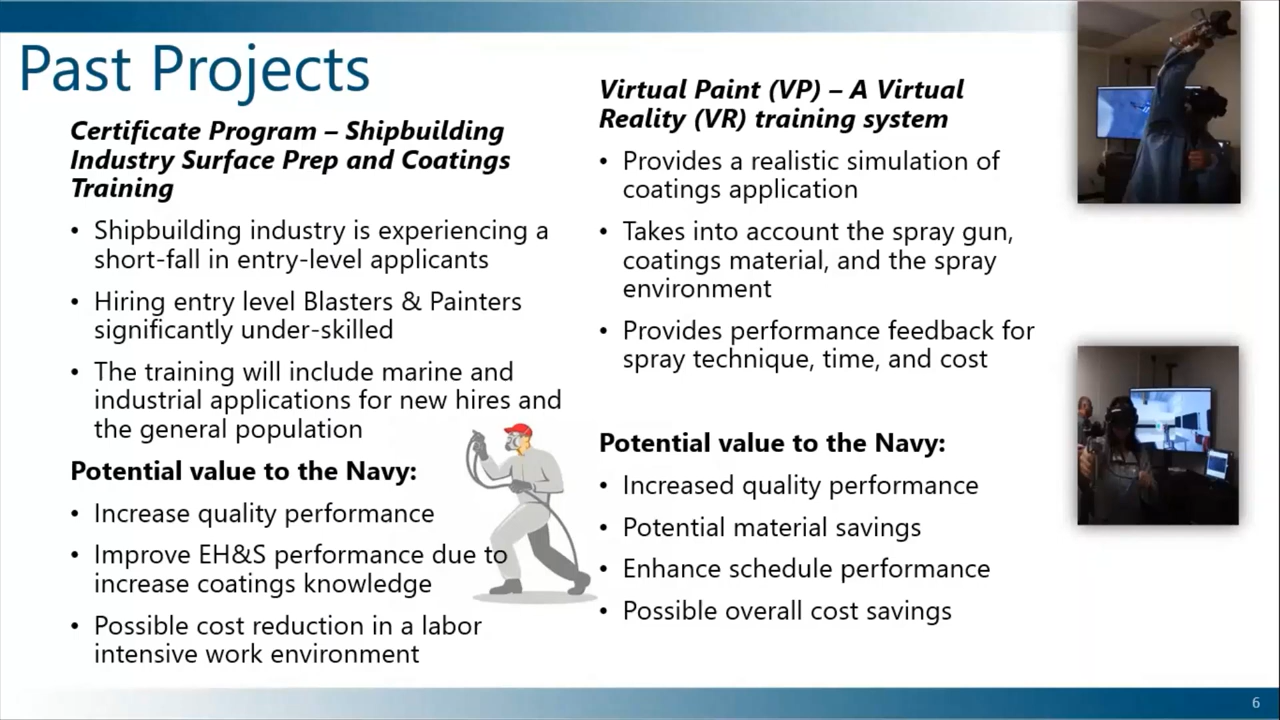 Past Projects
Certificate Program – Shipbuilding
Industry Surface Prep and Coatings
Training
• Shipbuilding industry is experiencing a
short-fall in entry-level applicants
• Hiring entry level Blasters & Painters
significantly under-skilled
• The training will include marine and
industrial applications for new hires and
the general population
Potential value to the Navy:
• Increase quality performance
• Improve EH&S performance due to
increase coatings knowledge
• Possible cost reduction in a labor
intensive work environment
Virtual Paint (VP) – A Virtual
Reality (VR) training system
• Provides a realistic simulation of
coatings application
• Takes into account the spray gun,
coatings material, and the spray
environment
• Provides performance feedback for
spray technique, time, and cost
Potential value to the Navy:
• Increased quality performance
• Potential material savings
• Enhance schedule performance
• Possible overall cost savings
6